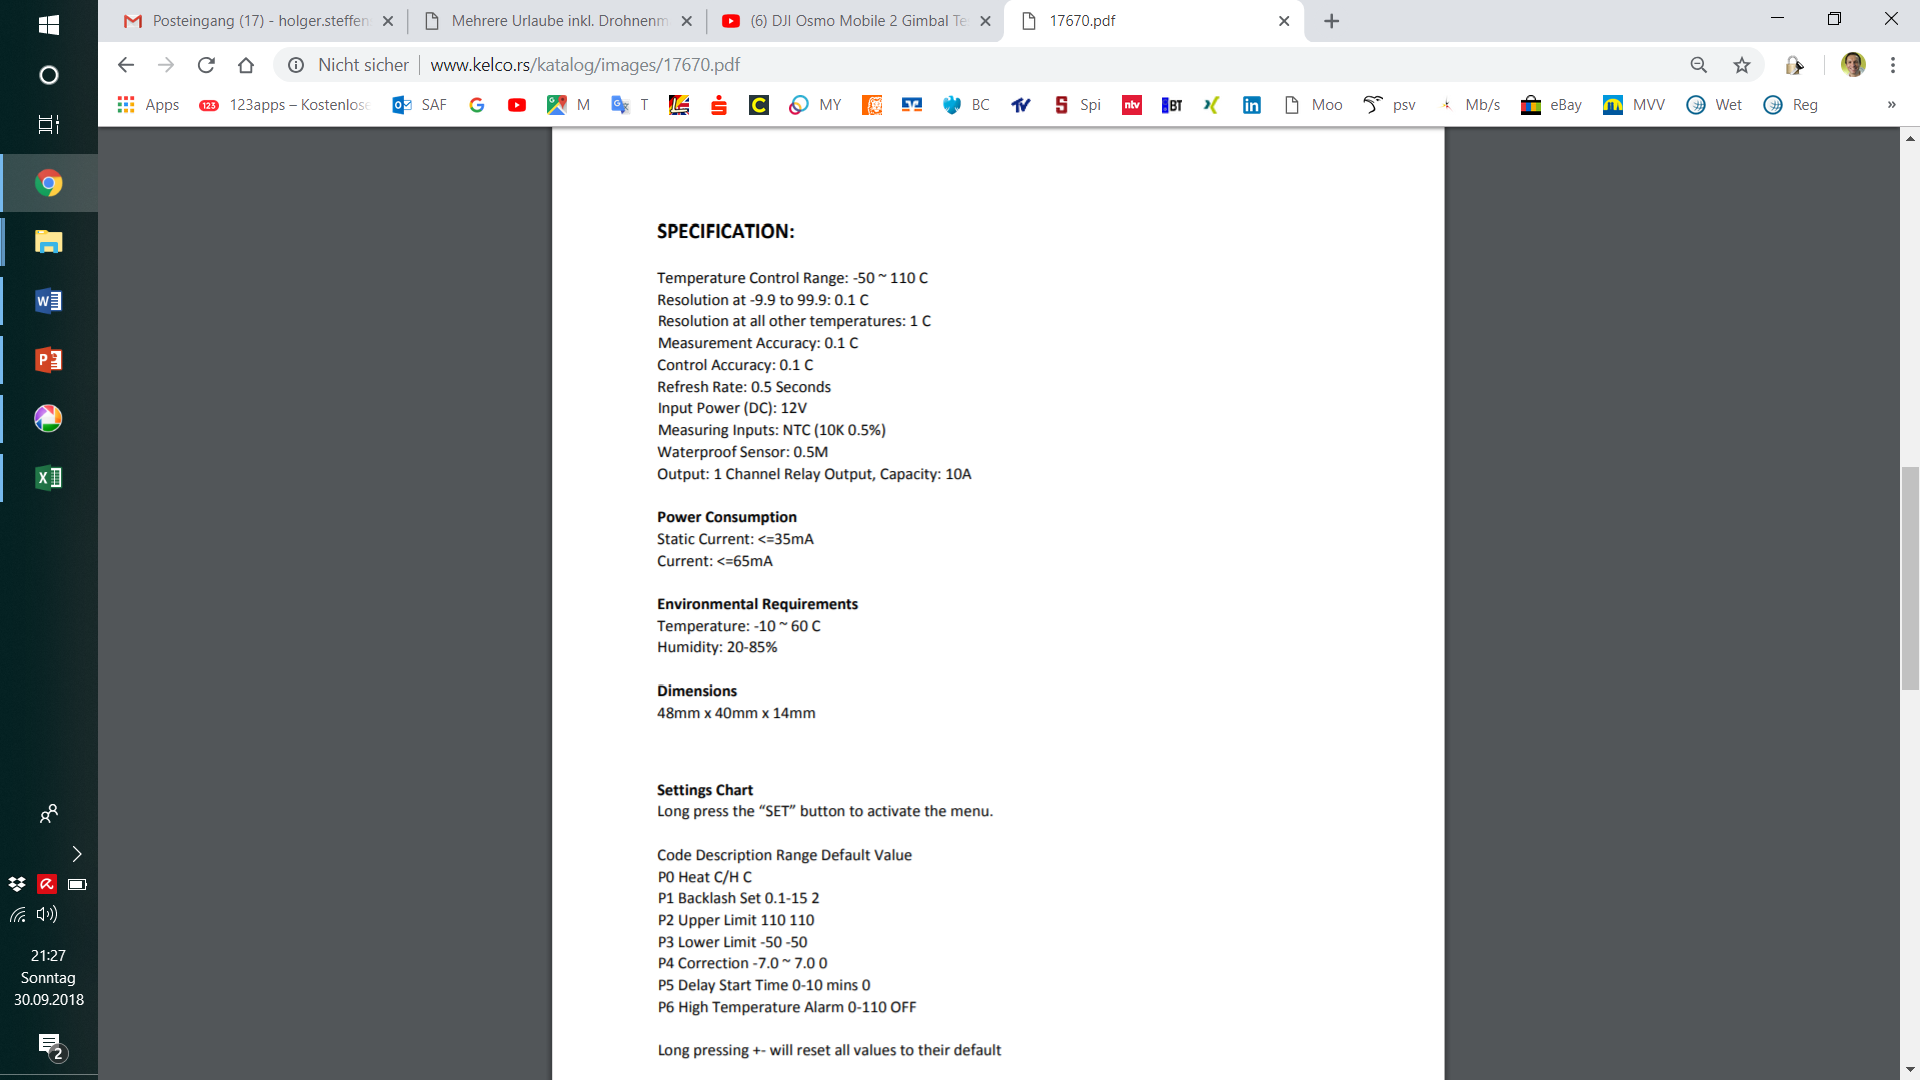 Posteingang (17) - holger.steffen
Mehrere Urlaube inkl. Drohnenm
(6) DJI Osmo Mobile 2 Gimbal Te
17670.pdf
Nicht sicher www.kelco.rs/katalog/images/17670.pdf
Apps
123apps – Kostenlose
SAF
M
T
MY
BC
Spi
ntv
BT
Moo
psv
Mb/s
eBay
MVV
Wet
Reg
»
SPECIFICATION:
Temperature Control Range: -50 ~ 110 C
Resolution at -9.9 to 99.9: 0.1 C
Resolution at all other temperatures: 1 C
Measurement Accuracy: 0.1 C
Control Accuracy: 0.1 C
Refresh Rate: 0.5 Seconds
Input Power (DC): 12V
Measuring Inputs: NTC (10K 0.5%)
Waterproof Sensor: 0.5M
Output: 1 Channel Relay Output, Capacity: 10A
Power Consumption
Static Current: <=35mA
Current: <=65mA
Environmental Requirements
Temperature: -10 ~ 60 C
Humidity: 20-85%
Dimensions
48mm x 40mm x 14mm
Settings Chart
Long press the “SET” button to activate the menu.
Code Description Range Default Value
P0 Heat C/H C
P1 Backlash Set 0.1-15 2
P2 Upper Limit 110 110
P3 Lower Limit -50 -50
P4 Correction -7.0 ~ 7.0 0
P5 Delay Start Time 0-10 mins 0
P6 High Temperature Alarm 0-110 OFF
Long pressing +- will reset all values to their default
21:27
Sonntag
30.09.2018
2